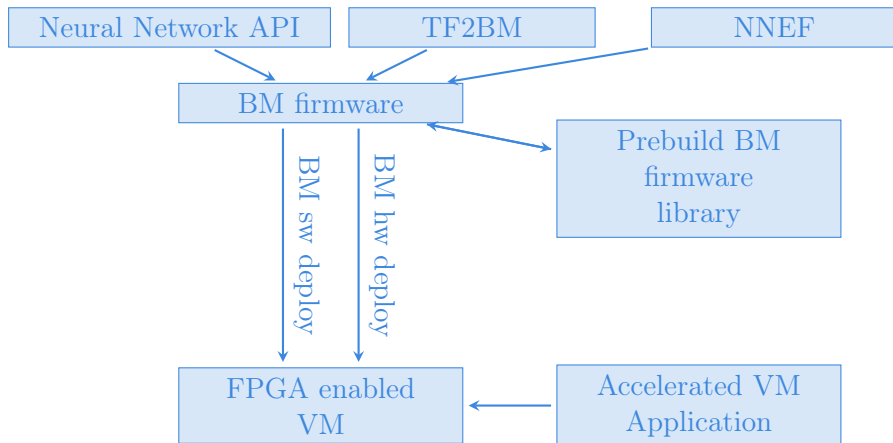 Neural Network API
TF2BM
NNEF
BM firmware
Prebuild BM
firmware
library
BM sw deploy
BM hw deploy
FPGA enabled
VM
Accelerated VM
Application